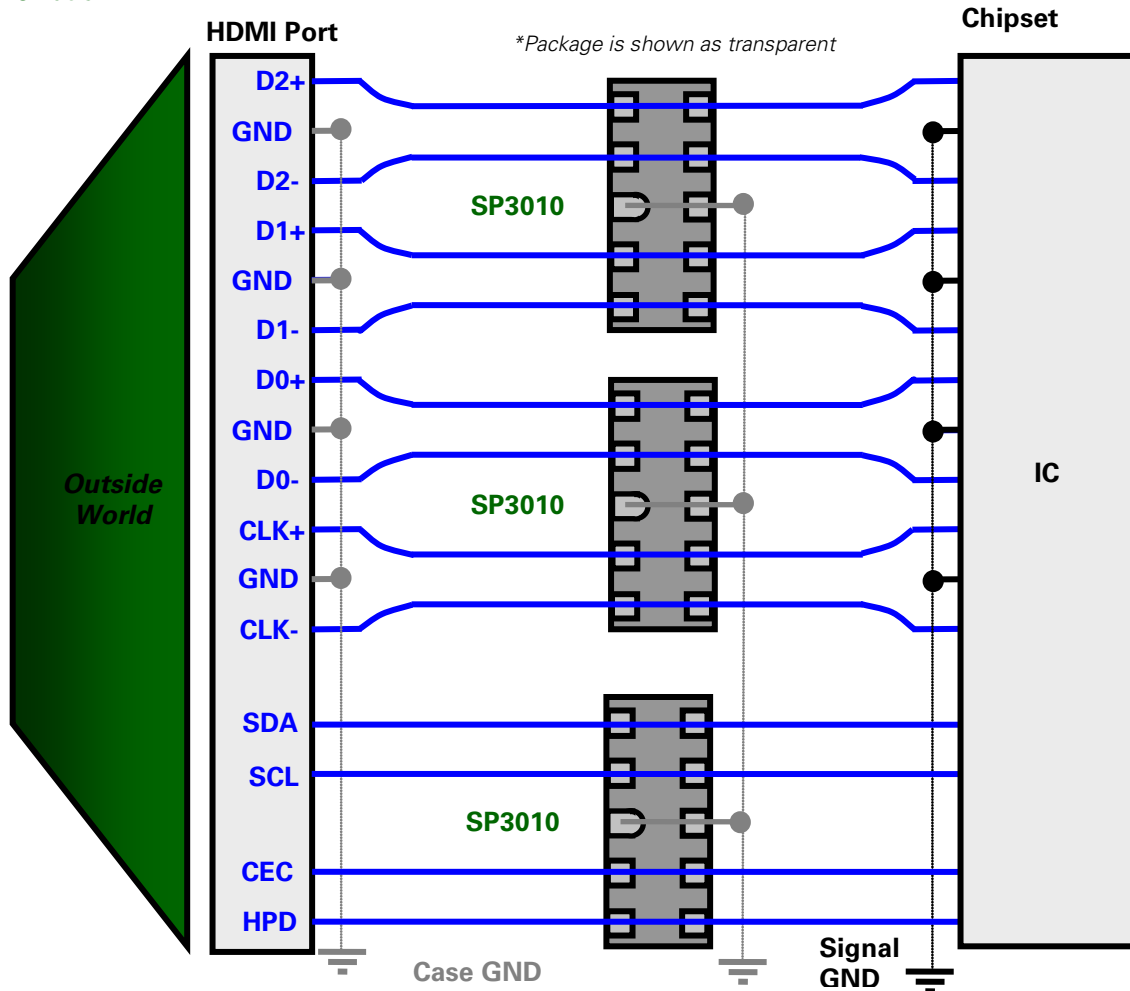 HDMI Port
Chipset
*Package is shown as transparent
D2+
GND
D2-
SP3010
D1+
GND
D1-
D0+
GND
D0-
Outside
World
SP3010
IC
CLK+
GND
CLK-
SDA
SCL
SP3010
CEC
HPD
Case GND
Signal
GND